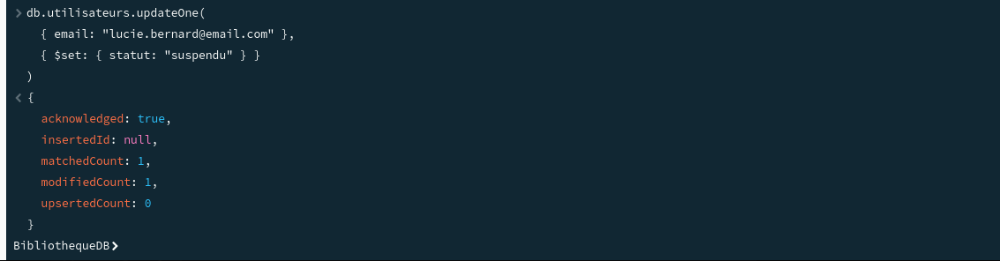 > db.utilisateurs.updateOne(
{ email: "lucie.bernard@email.com" },
{ $set: { statut: "suspendu" } }
)
< {
acknowledged: true,
insertedId: null,
matchedCount: 1,
modifiedCount: 1,
upsertedCount: 0
}
BibliothequeDB>